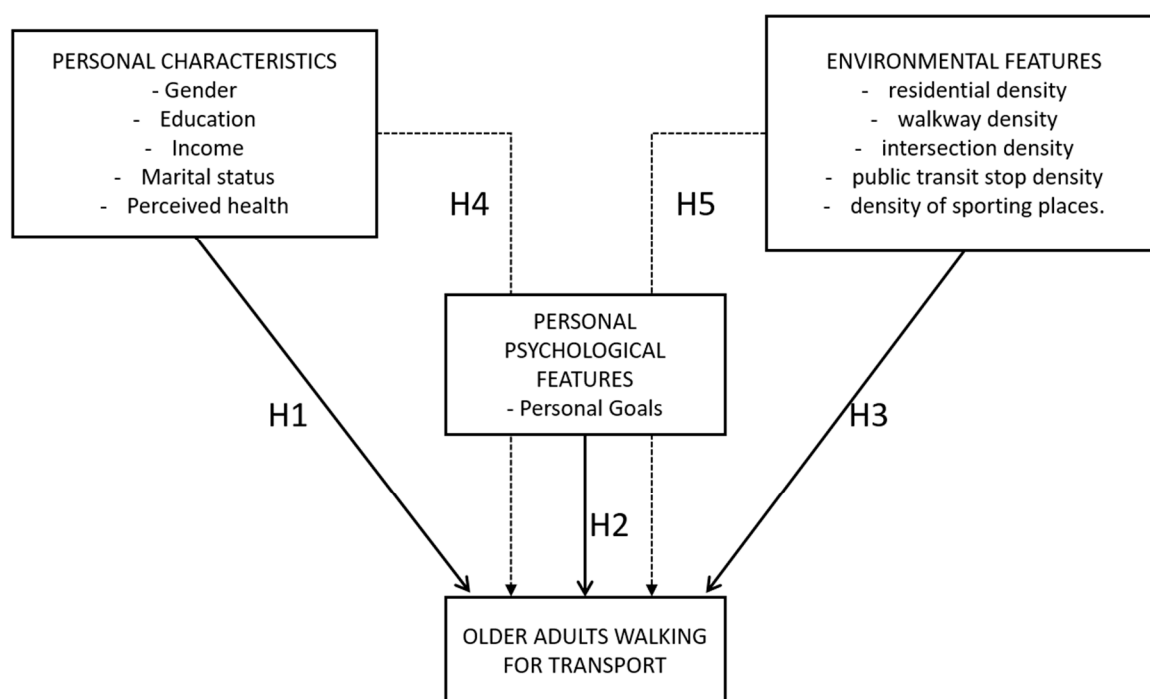 PERSONAL CHARACTERISTICS
- Gender
- Education
- Income
- Marital status
- Perceived health
ENVIRONMENTAL FEATURES
- residential density
- walkway density
- intersection density
- public transit stop density
- density of sporting places.
H4
H5
PERSONAL
PSYCHOLOGICAL
FEATURES
- Personal Goals
H1
H3
H2
OLDER ADULTS WALKING
FOR TRANSPORT